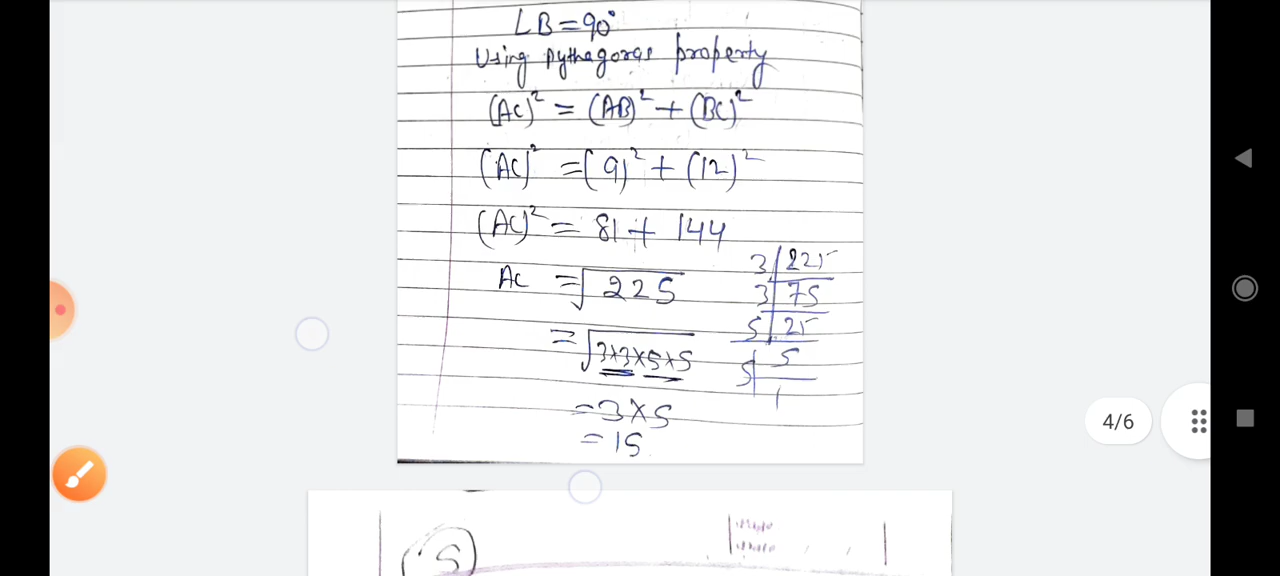 ∠B = 90°
Using pythagoras property
(AC)² = (AB)² + (BC)²
(AC)² = (9)² + (12)²
(AC)² = 81 + 144
AC = √225
= √3×3×5×5
= 3×5
= 15
3 | 225
3 | 75
5 | 25
5 | 5
1
4/6
(5)